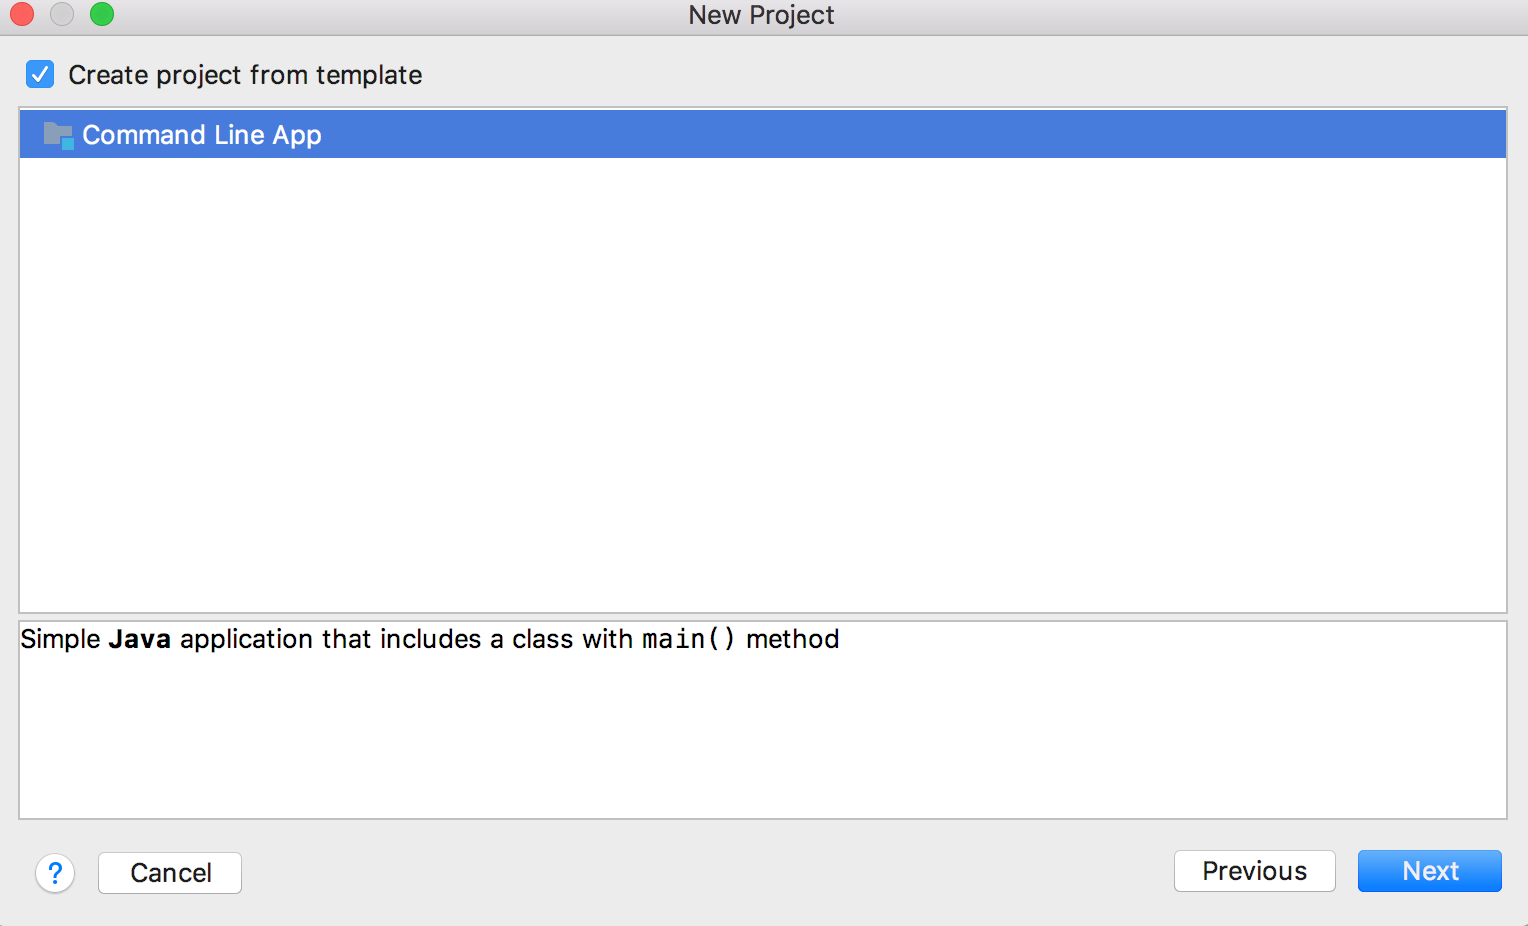 New Project
Create project from template
Command Line App
Simple Java application that includes a class with main() method
?
Cancel
Previous
Next